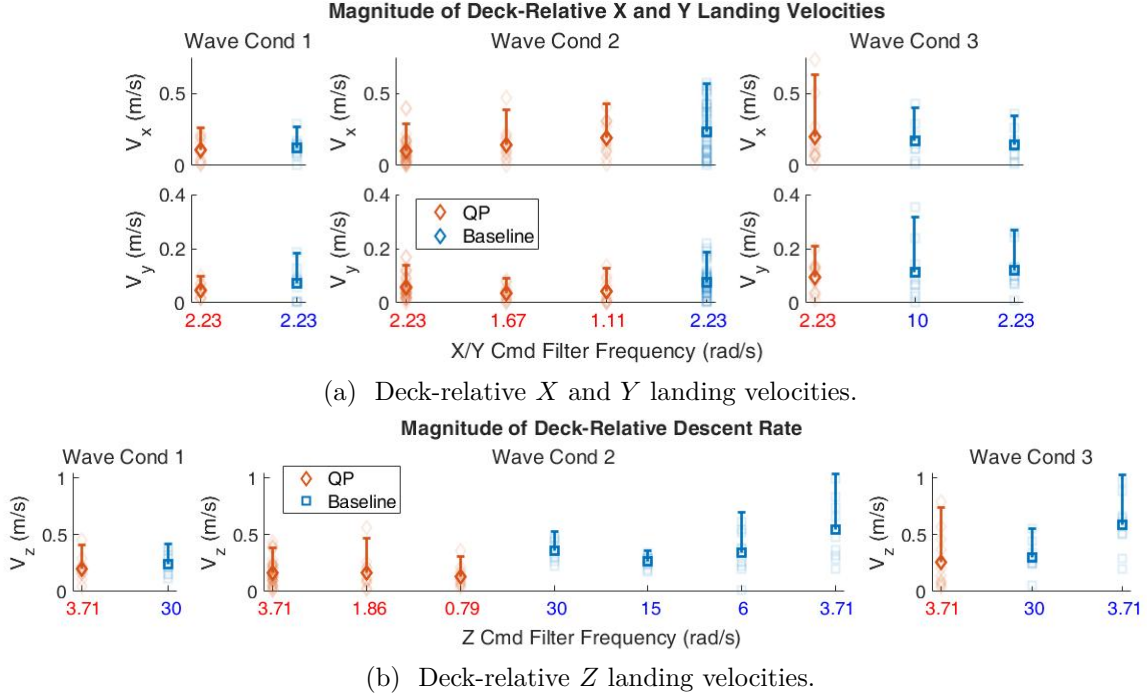 Magnitude of Deck-Relative X and Y Landing Velocities
Wave Cond 1 Wave Cond 2 Wave Cond 3
V_x (m/s) 0.5 0
V_x (m/s) 0.5 0
V_x (m/s) 0.5 0
V_y (m/s) 0.4 0.2 0
V_y (m/s) 0.4 0.2 0
V_y (m/s) 0.4 0.2 0
QP
Baseline
2.23 2.23 2.23 1.67 1.11 2.23 2.23 10 2.23
X/Y Cmd Filter Frequency (rad/s)
(a) Deck-relative X and Y landing velocities.
Magnitude of Deck-Relative Descent Rate
Wave Cond 1 Wave Cond 2 Wave Cond 3
V_z (m/s) 1 0.5 0
V_z (m/s) 1 0.5 0
V_z (m/s) 1 0.5 0
QP
Baseline
3.71 30 3.71 1.86 0.79 30 15 6 3.71 3.71 30 3.71
Z Cmd Filter Frequency (rad/s)
(b) Deck-relative Z landing velocities.